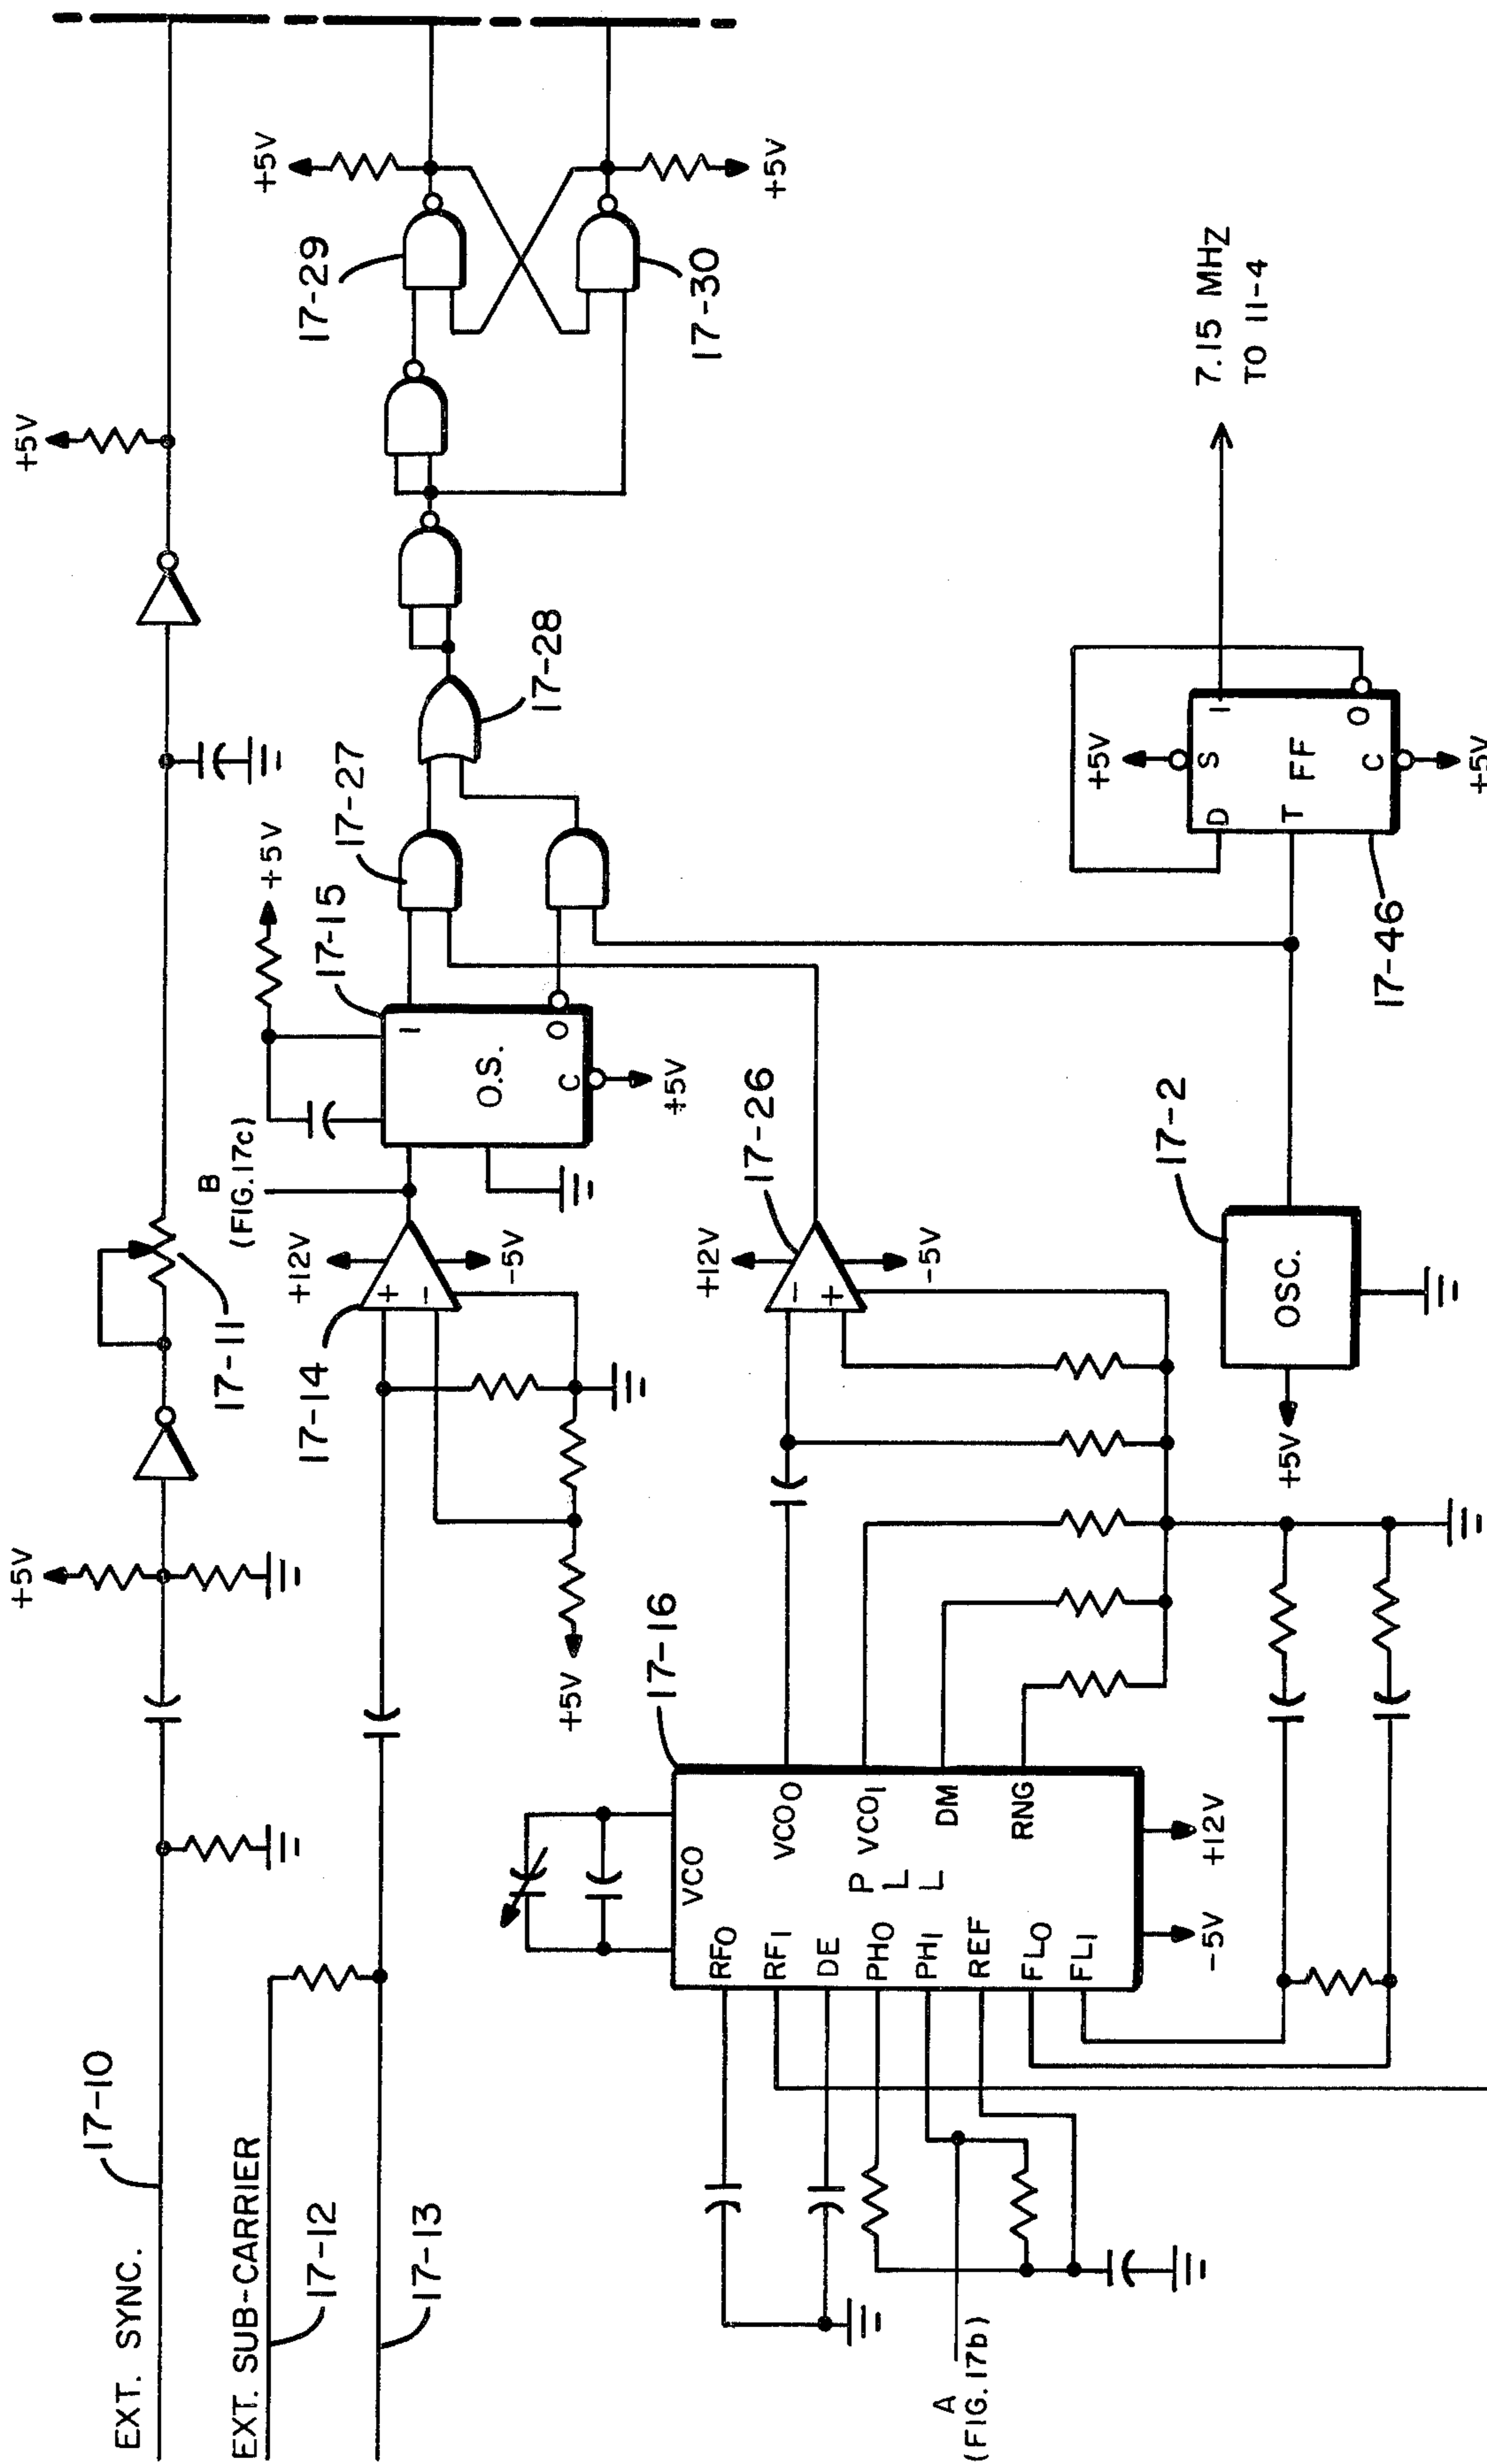 EXT. SYNC.
17-10
+5V
+5V
17-11
EXT. SUB-CARRIER
17-12
17-13
B
(FIG. 17c)
+5V
+5V
17-14
+
−
+12V
-5V
17-15
I
O.S.
O
C
+5V
+5V
17-27
17-28
17-29
17-30
+5V
17-16
VCO
RFO
RFI
DE
PHO
PHI
REF
FLO
FLI
PLL
VCOO
VCOI
DM
RNG
-5V
+12V
A
(FIG. 17b)
+12V
17-26
−
+
-5V
17-2
OSC.
+5V
+5V
D
S
I
T
FF
C
O
+5V
17-46
7.15 MHZ
TO 11-4